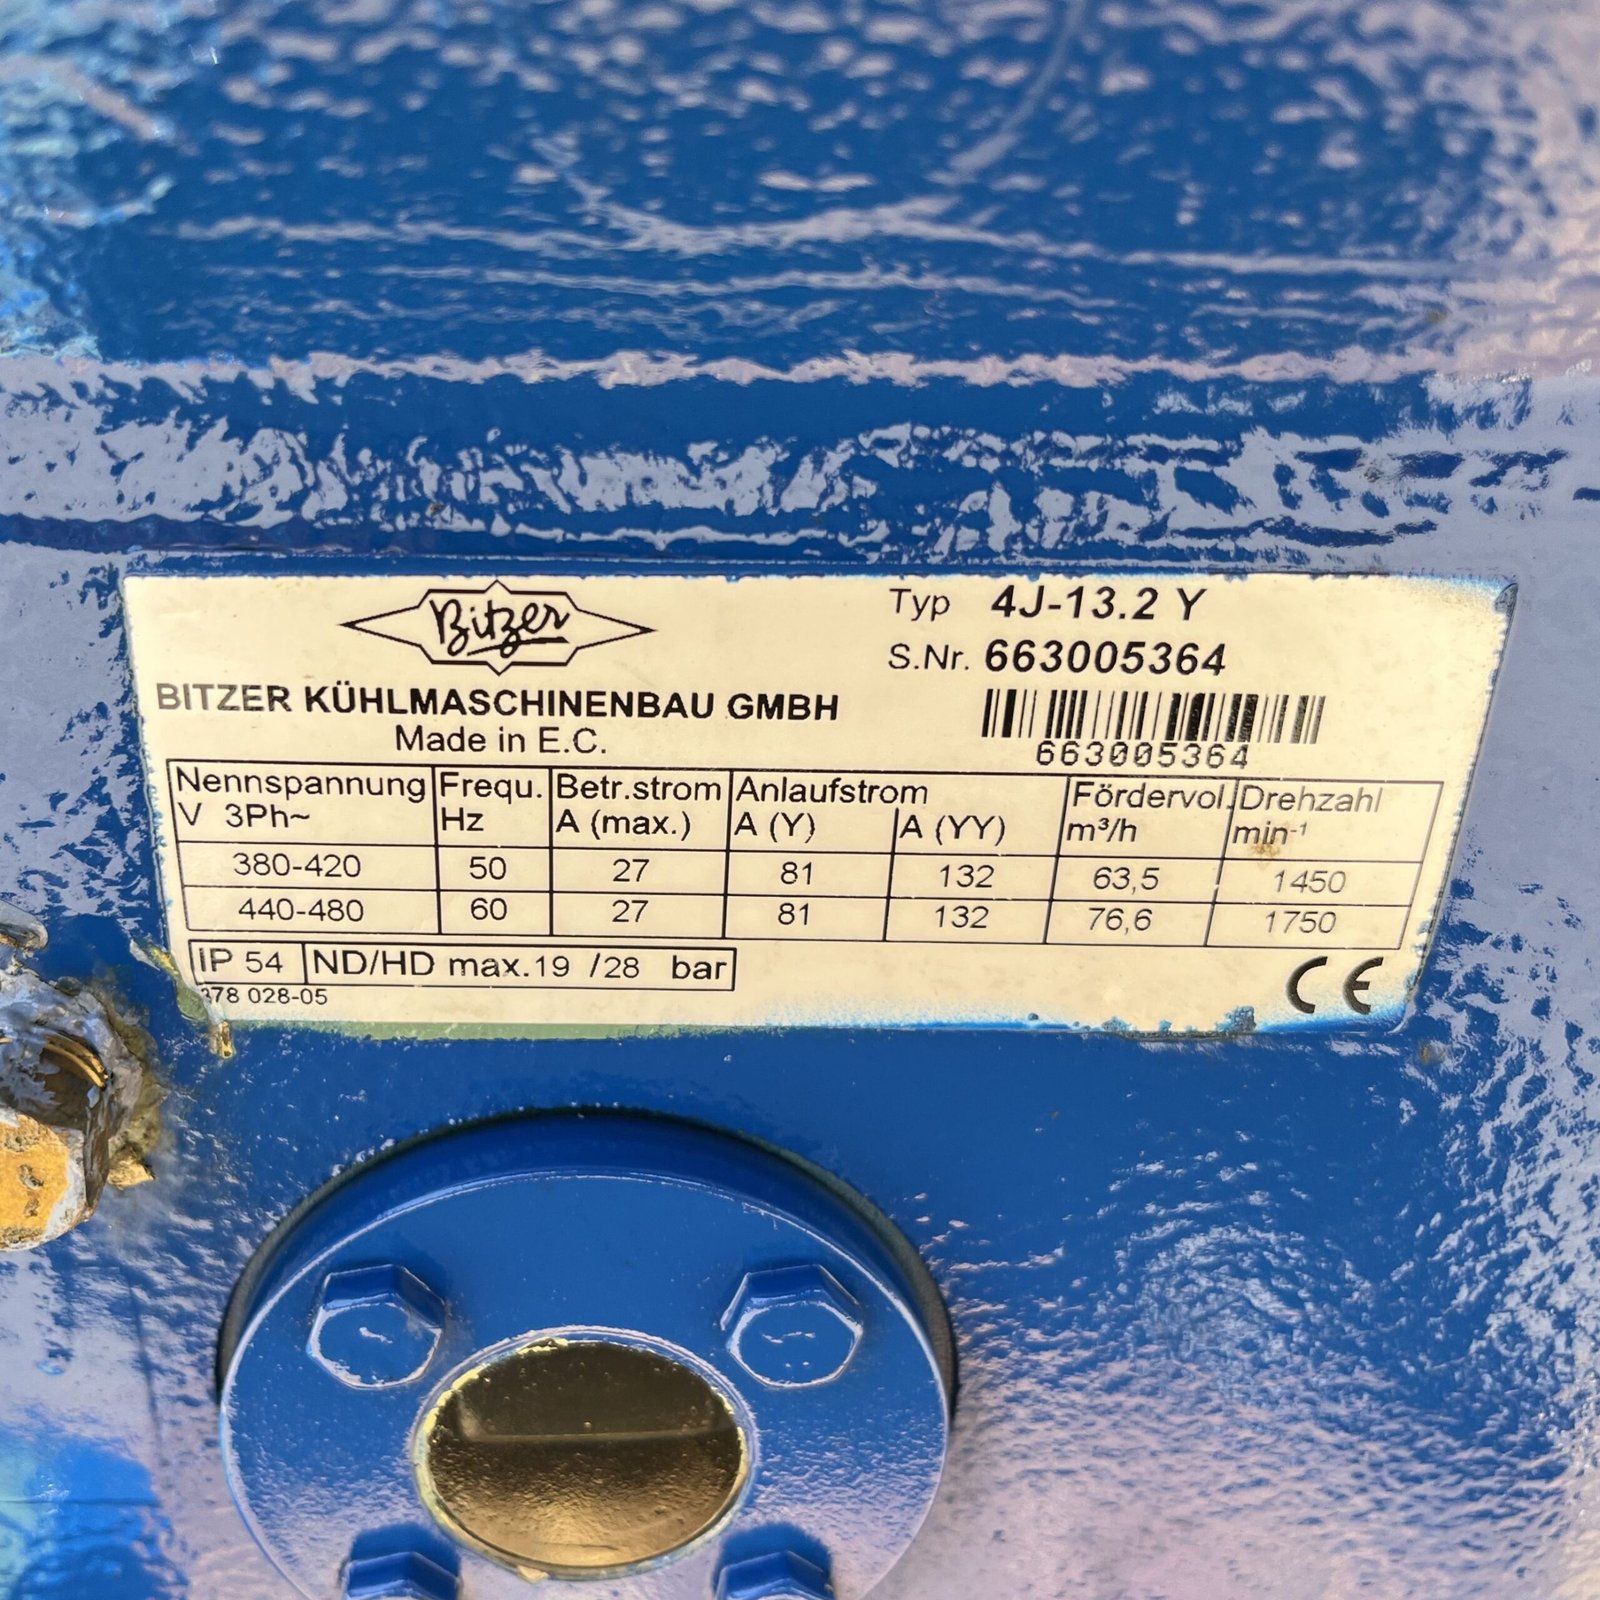 Bitzer
BITZER KÜHLMASCHINENBAU GMBH
Made in E.C.
Typ 4J-13.2 Y
S.Nr. 663005364
663005364
Nennspannung V 3Ph~ Frequ. Hz Betr.strom A (max.) Anlaufstrom A (Y) A (YY) Fördervol. m³/h Drehzahl min⁻¹
380-420 50 27 81 132 63,5 1450
440-480 60 27 81 132 76,6 1750
IP 54 ND/HD max.19 /28 bar
378 028-05
CE